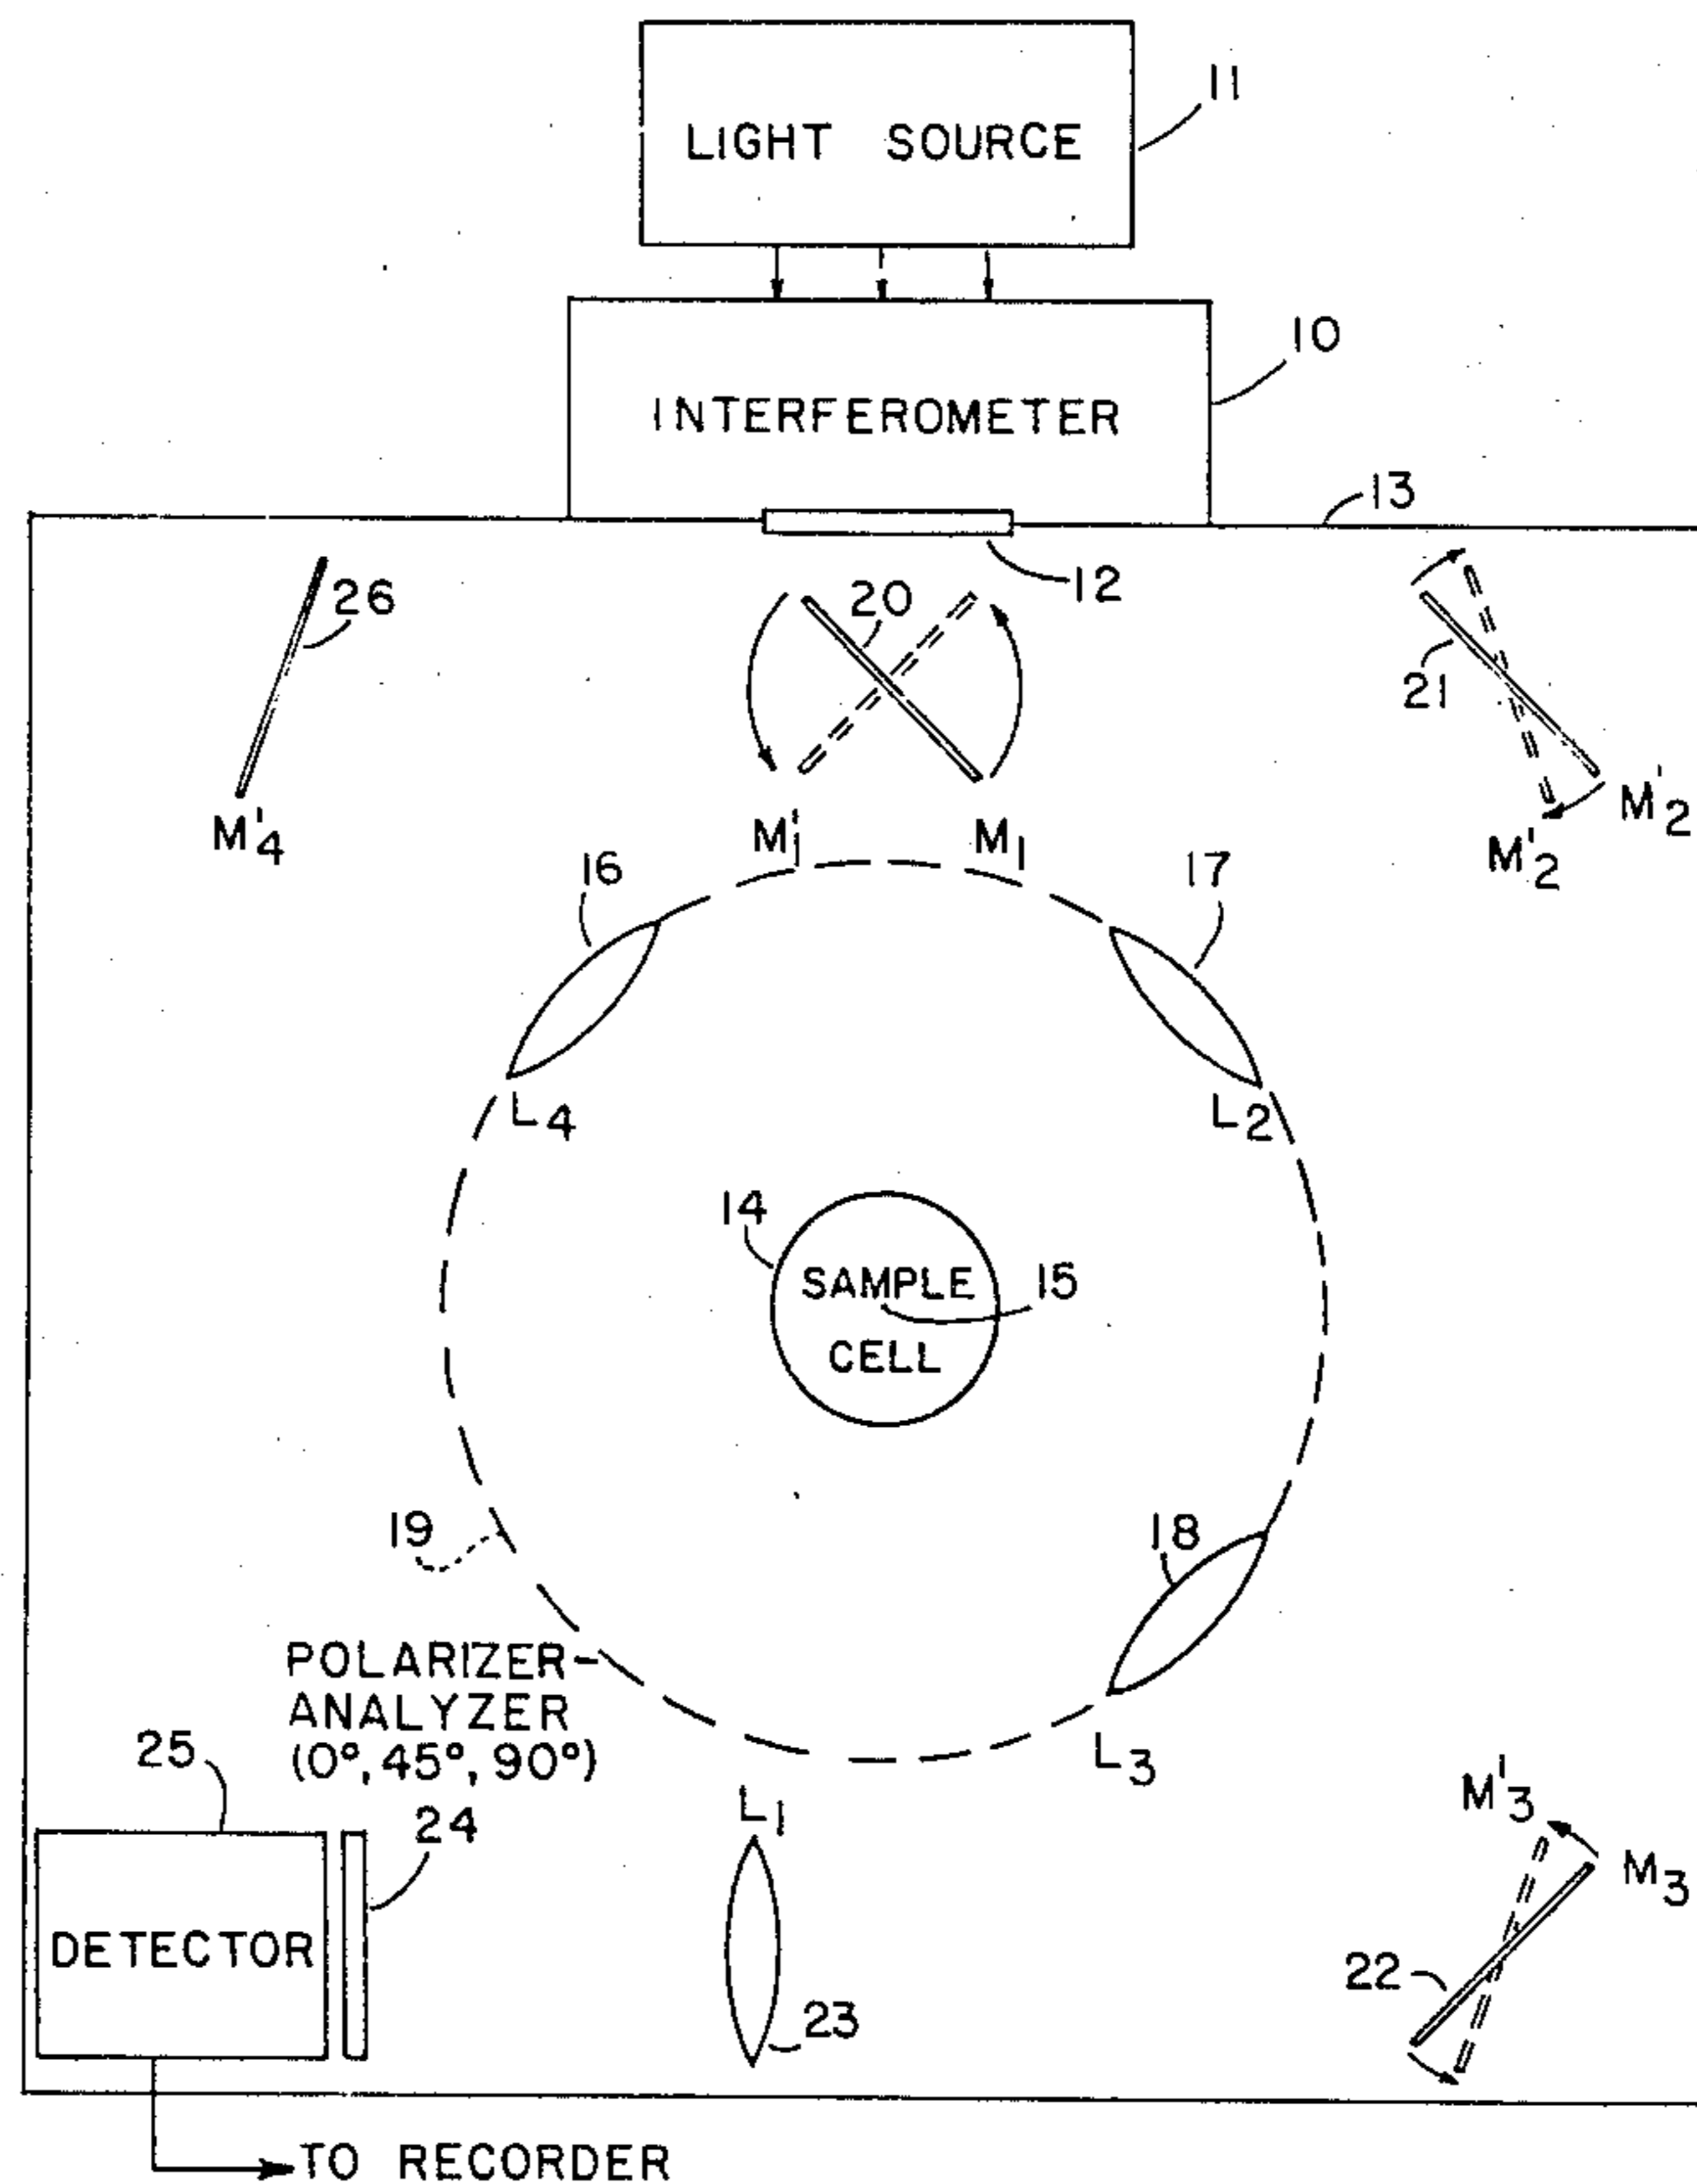 11
LIGHT SOURCE
10
INTERFEROMETER
13
12
26
20
21
M'4
M'1
M1
M'2
M'2
16
17
L4
L2
14
SAMPLE
CELL
15
19
18
POLARIZER-
ANALYZER
(0°, 45°, 90°)
25
24
L3
L1
M'3
M3
DETECTOR
22
23
TO RECORDER